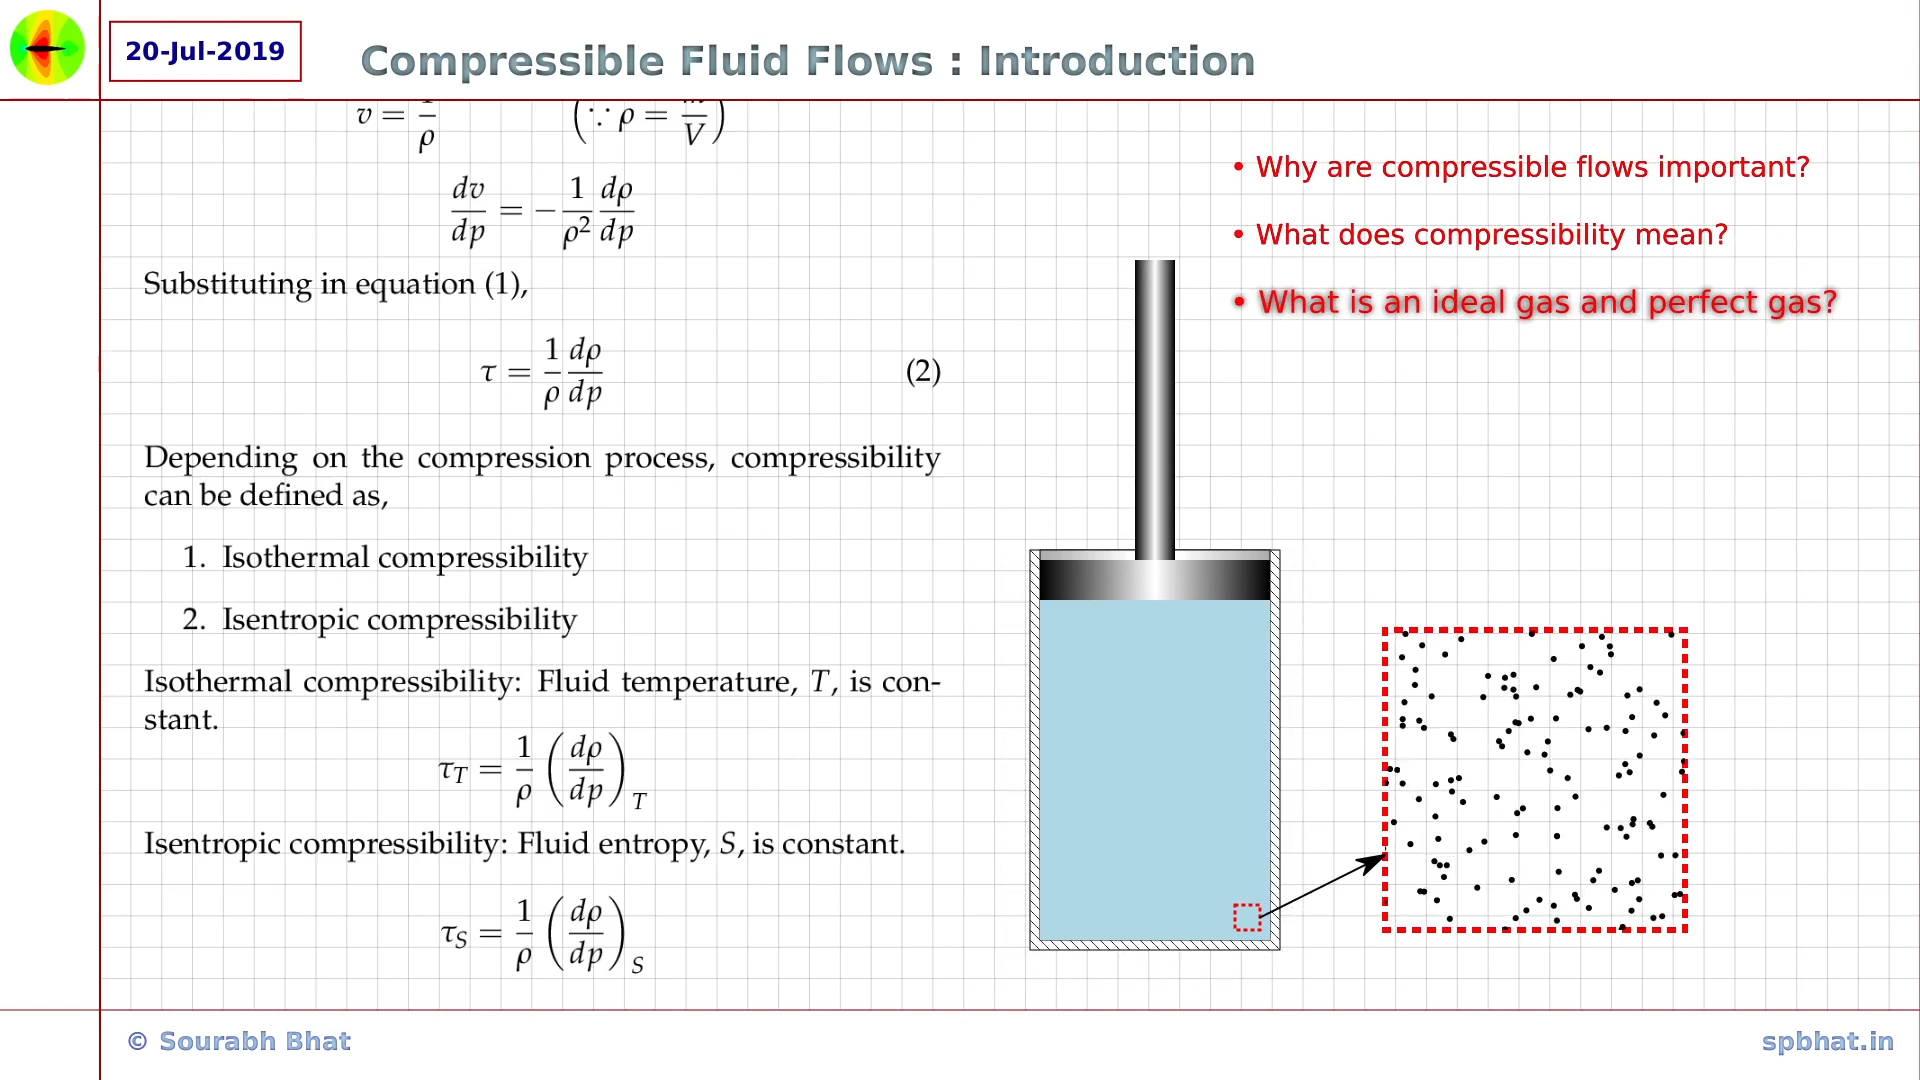 20-Jul-2019
Compressible Fluid Flows : Introduction
v = 1/ρ (∵ ρ = m/V)
dv/dp = − 1/ρ² dρ/dp
Substituting in equation (1),
τ = 1/ρ dρ/dp (2)
Depending on the compression process, compressibility
can be defined as,
1. Isothermal compressibility
2. Isentropic compressibility
Isothermal compressibility: Fluid temperature, T, is con-
stant.
τ_T = 1/ρ (dρ/dp)_T
Isentropic compressibility: Fluid entropy, S, is constant.
τ_S = 1/ρ (dρ/dp)_S
• Why are compressible flows important?
• What does compressibility mean?
• What is an ideal gas and perfect gas?
© Sourabh Bhat
spbhat.in